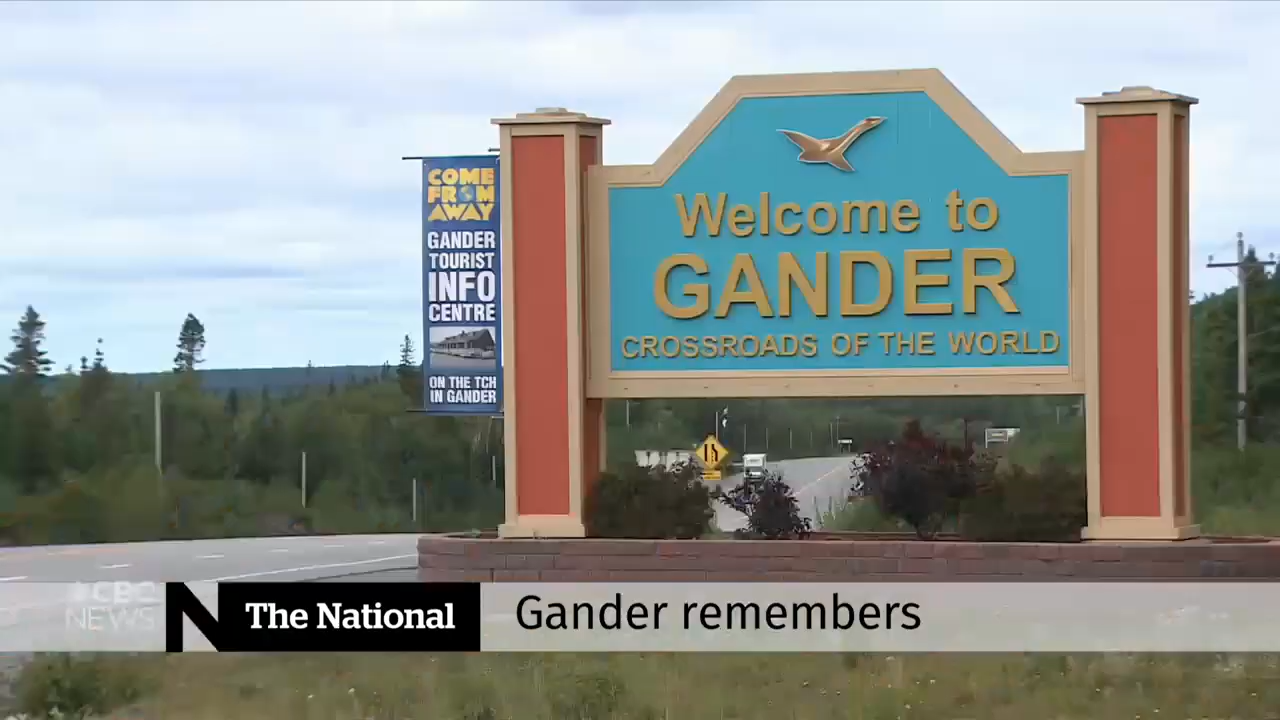 COME
FROM
AWAY
GANDER
TOURIST
INFO
CENTRE
ON THE TCH
IN GANDER
Welcome to
GANDER
CROSSROADS OF THE WORLD
CBC
NEWS
N The National
Gander remembers